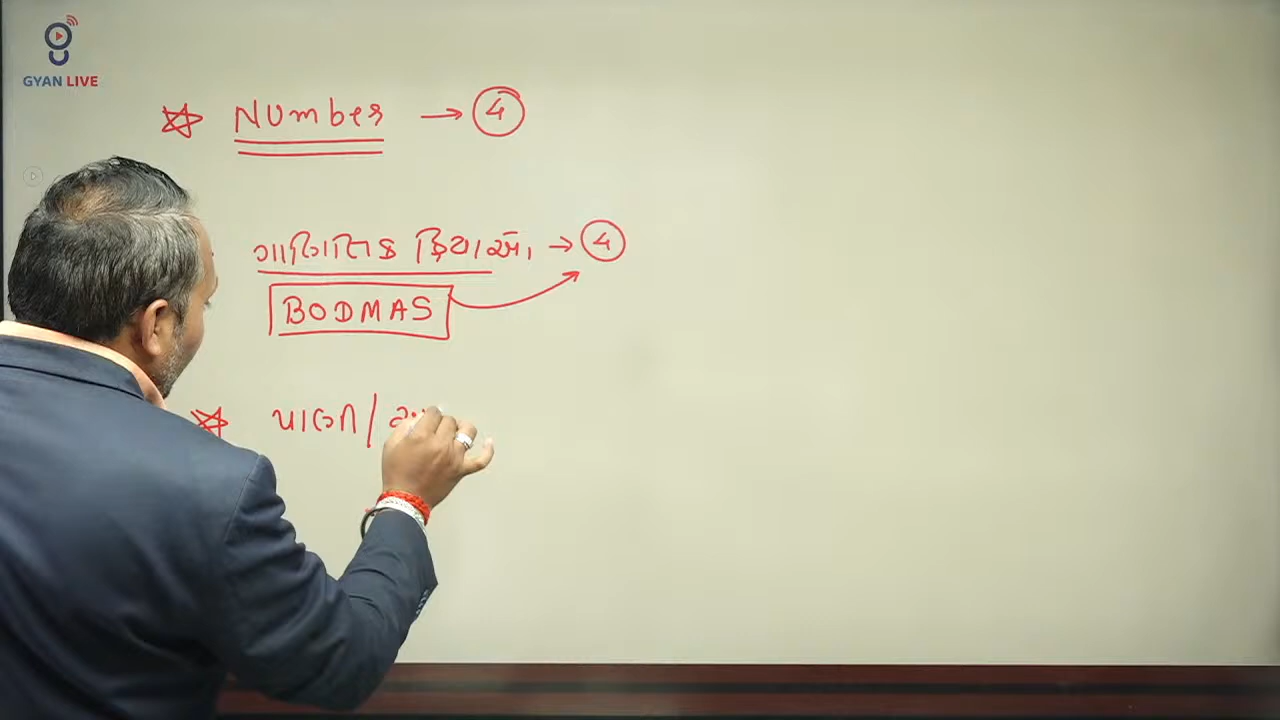 GYAN LIVE
☆ Number → 4
ગાણિતિક ક્રિયાઓ → 4
BODMAS
☆ ઘાત /